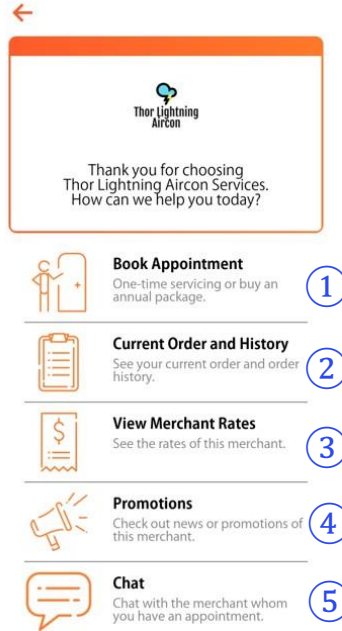 Thor Lightning
Aircon
Thank you for choosing
Thor Lightning Aircon Services.
How can we help you today?
Book Appointment
One-time servicing or buy an
annual package.
1
Current Order and History
See your current order and order
history.
2
$
View Merchant Rates
See the rates of this merchant.
3
Promotions
Check out news or promotions of
this merchant.
4
Chat
Chat with the merchant whom
you have an appointment.
5